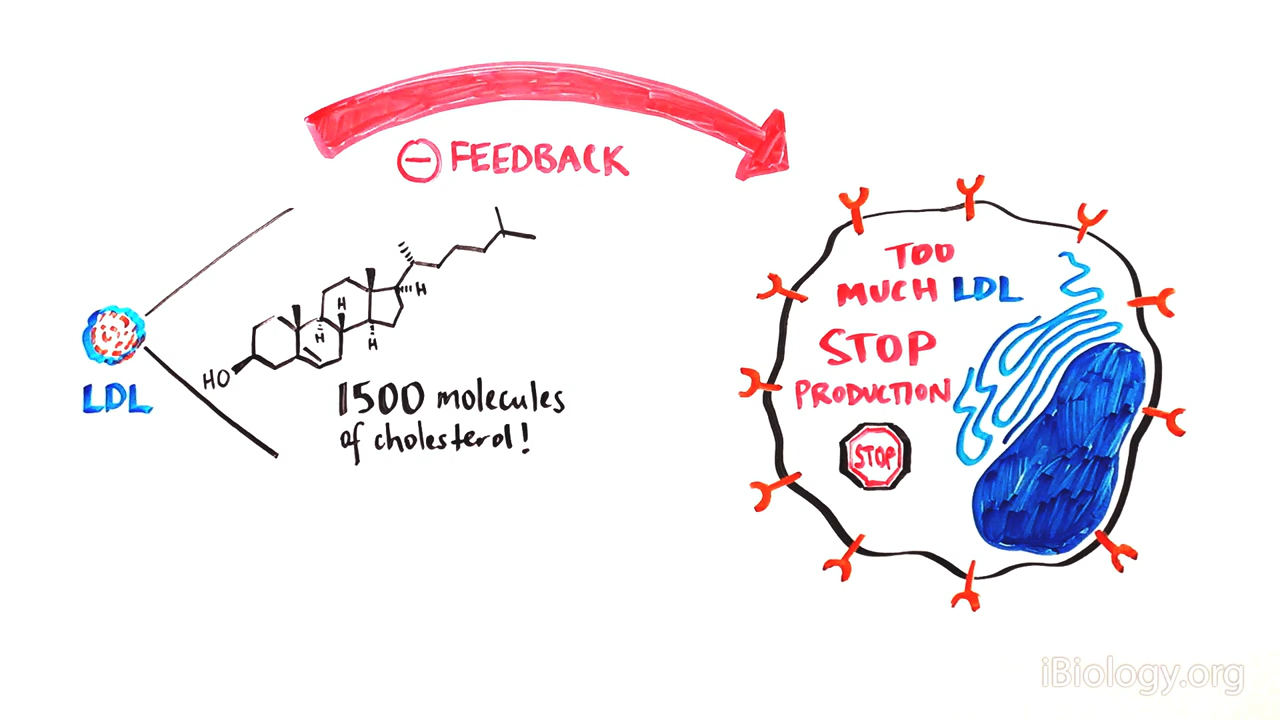 ⊖ FEEDBACK
LDL
HO
H
H
H
H
1500 molecules
of cholesterol!
TOO
MUCH LDL
STOP
PRODUCTION
STOP
iBiology.org